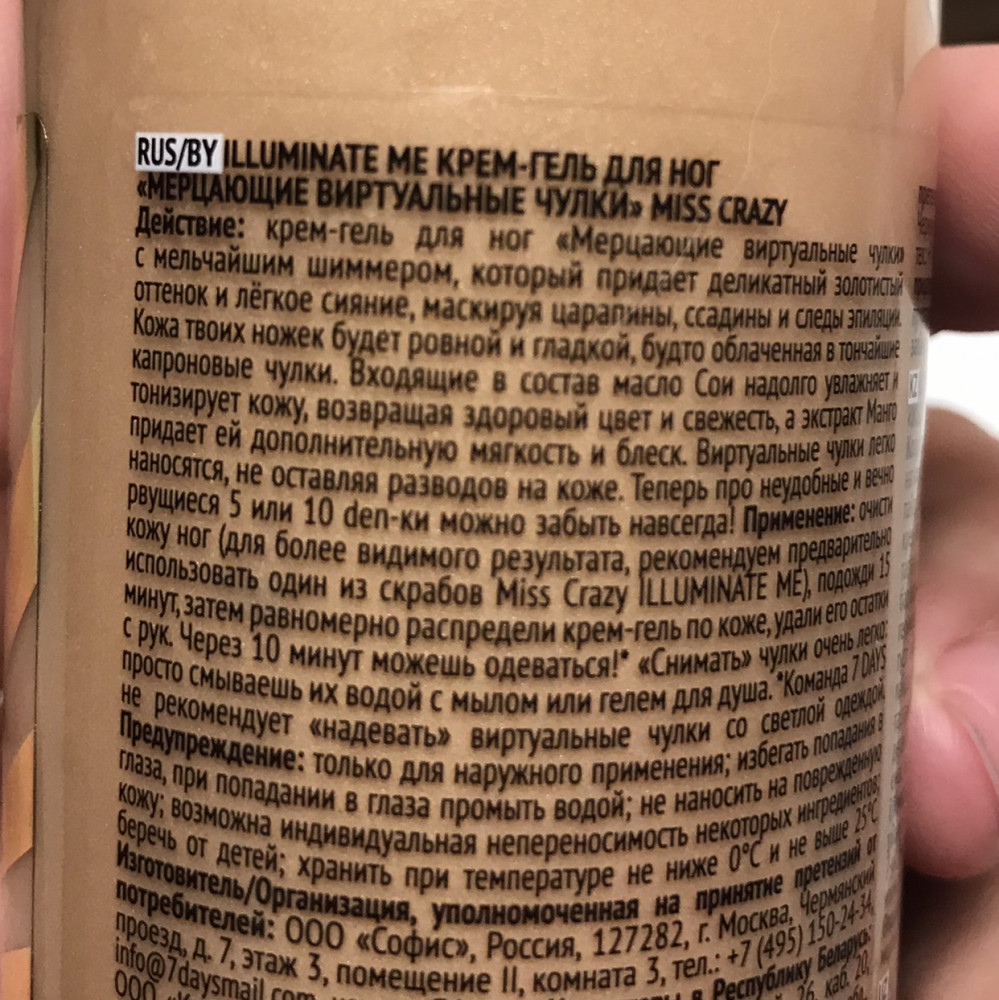 RUS/BY ILLUMINATE ME КРЕМ-ГЕЛЬ ДЛЯ НОГ
«МЕРЦАЮЩИЕ ВИРТУАЛЬНЫЕ ЧУЛКИ» MISS CRAZY
Действие: крем-гель для ног «Мерцающие виртуальные чулки»
с мельчайшим шиммером, который придает деликатный золотистый
оттенок и лёгкое сияние, маскируя царапины, ссадины и следы эпиляции.
Кожа твоих ножек будет ровной и гладкой, будто облаченная в тончайшие
капроновые чулки. Входящие в состав масло Сои надолго увлажняет и
тонизирует кожу, возвращая здоровый цвет и свежесть, а экстракт Манго
придает ей дополнительную мягкость и блеск. Виртуальные чулки легко
наносятся, не оставляя разводов на коже. Теперь про неудобные и вечно
рвущиеся 5 или 10 den-ки можно забыть навсегда! Применение: очисти
кожу ног (для более видимого результата, рекомендуем предварительно
использовать один из скрабов Miss Crazy ILLUMINATE ME), подожди 15
минут, затем равномерно распредели крем-гель по коже, удали его остатки
с рук. Через 10 минут можешь одеваться!* «Снимать» чулки очень легко:
просто смываешь их водой с мылом или гелем для душа. *Команда 7 DAYS
не рекомендует «надевать» виртуальные чулки со светлой одеждой.
Предупреждение: только для наружного применения; избегать попадания в
глаза, при попадании в глаза промыть водой; не наносить на поврежденную
кожу; возможна индивидуальная непереносимость некоторых ингредиентов;
беречь от детей; хранить при температуре не ниже 0°C и не выше 25°C
Изготовитель/Организация, уполномоченная на принятие претензий от
потребителей: ООО «Софис», Россия, 127282, г. Москва, Чермянский
проезд, д. 7, этаж 3, помещение II, комната 3, тел.: +7 (495) 150-24-34,
info@7daysmail.com, в Республику Беларусь:
ООО 26, каб. 20,
KZ